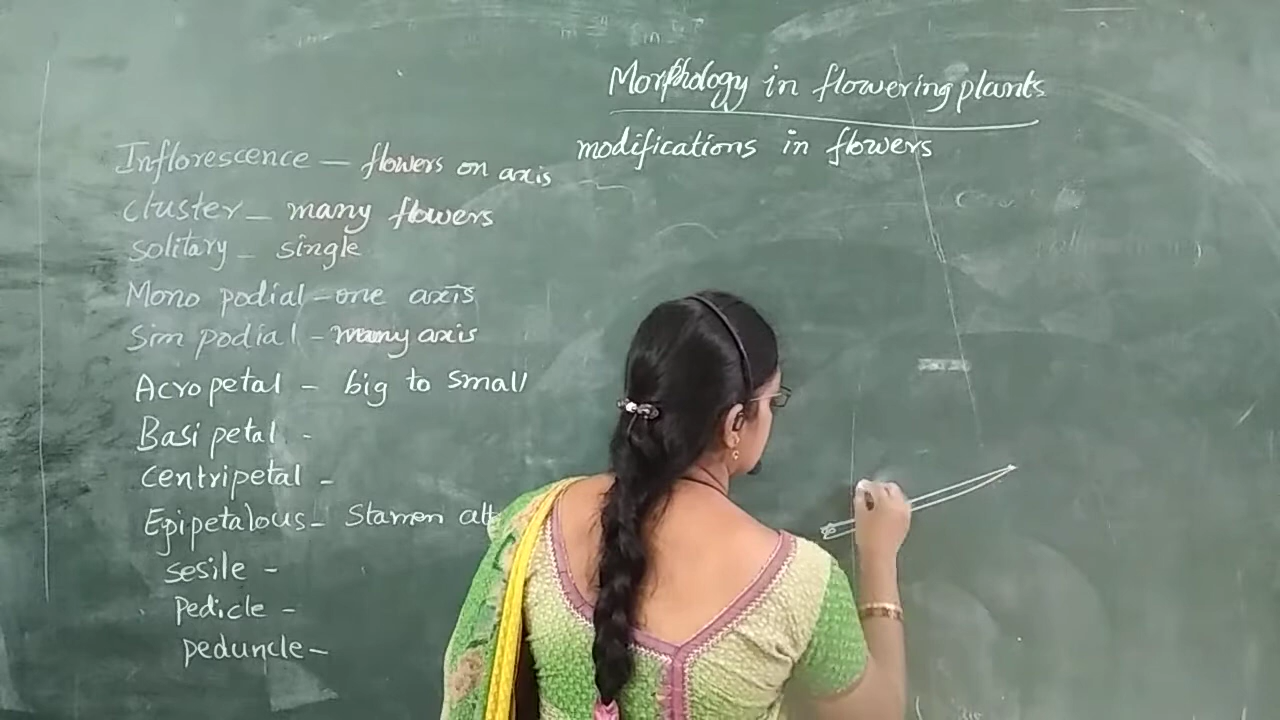 Morphology in flowering plants
modifications in flowers
Inflorescence — flowers on axis
cluster — many flowers
solitary - single
Mono podial - one axis
Sim podial - many axis
Acropetal - big to small
Basi petal -
centripetal -
Epipetalous - Stamen att
sesile -
pedicle -
peduncle -